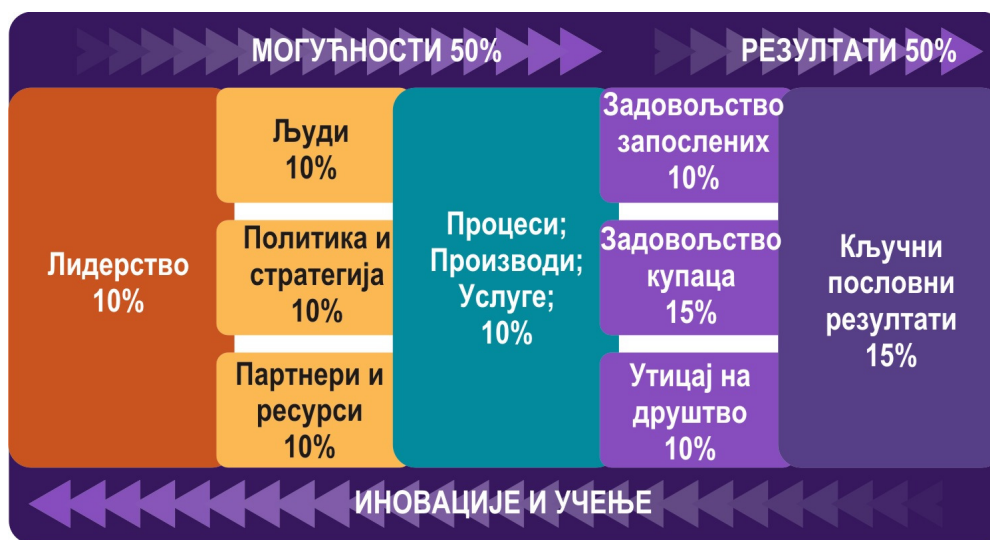 МОГУЋНОСТИ 50%
РЕЗУЛТАТИ 50%
Лидерство
10%
Људи
10%
Политика и
стратегија
10%
Партнери и
ресурси
10%
Процеси;
Производи;
Услуге;
10%
Задовољство
запослених
10%
Задовољство
купаца
15%
Утицај на
друштво
10%
Кључни
пословни
резултати
15%
ИНОВАЦИЈЕ И УЧЕЊЕ